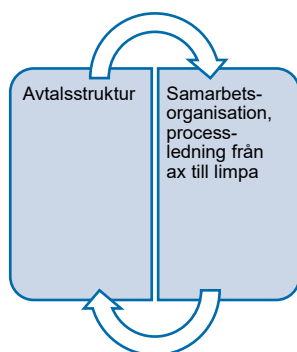 Avtalsstruktur
Samarbets-
organisation,
process-
ledning från
ax till limpa